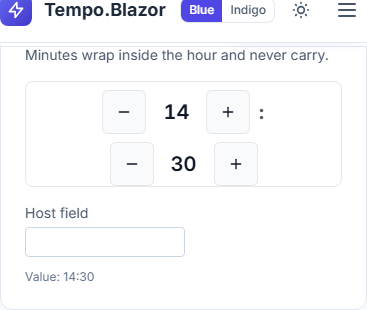 Tempo.Blazor Blue Indigo
Minutes wrap inside the hour and never carry.
− 14 + :
− 30 +
Host field
Value: 14:30